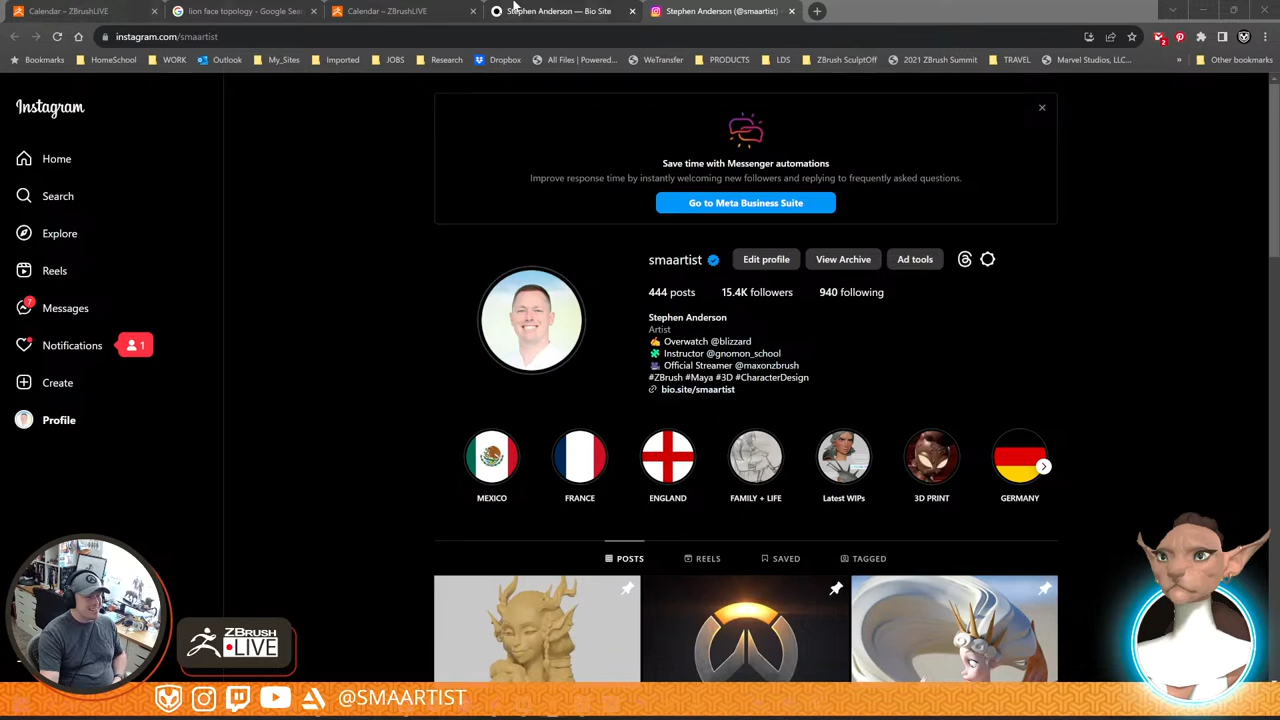 Calendar – ZBrushLIVE
lion face topology - Google Sear
Calendar – ZBrushLIVE
Stephen Anderson — Bio Site
Stephen Anderson (@smaartist)
instagram.com/smaartist
2
Bookmarks
HomeSchool
WORK
Outlook
My_Sites
Imported
JOBS
Research
Dropbox
All Files | Powered...
WeTransfer
PRODUCTS
LDS
ZBrush SculptOff
2021 ZBrush Summit
TRAVEL
Marvel Studios, LLC...
»
Other bookmarks
Instagram
Home
Search
Explore
Reels
7
Messages
Notifications
1
Create
Profile
Save time with Messenger automations
Improve response time by instantly welcoming new followers and replying to frequently asked questions.
Go to Meta Business Suite
smaartist
Edit profile
View Archive
Ad tools
444 posts
15.4K followers
940 following
Stephen Anderson
Artist
✍️ Overwatch @blizzard
Instructor @gnomon_school
Official Streamer @maxonzbrush
#ZBrush #Maya #3D #CharacterDesign
bio.site/smaartist
MEXICO
FRANCE
ENGLAND
FAMILY + LIFE
Latest WIPs
3D PRINT
GERMANY
POSTS
REELS
SAVED
TAGGED
ZBRUSH
LIVE
@SMAARTIST